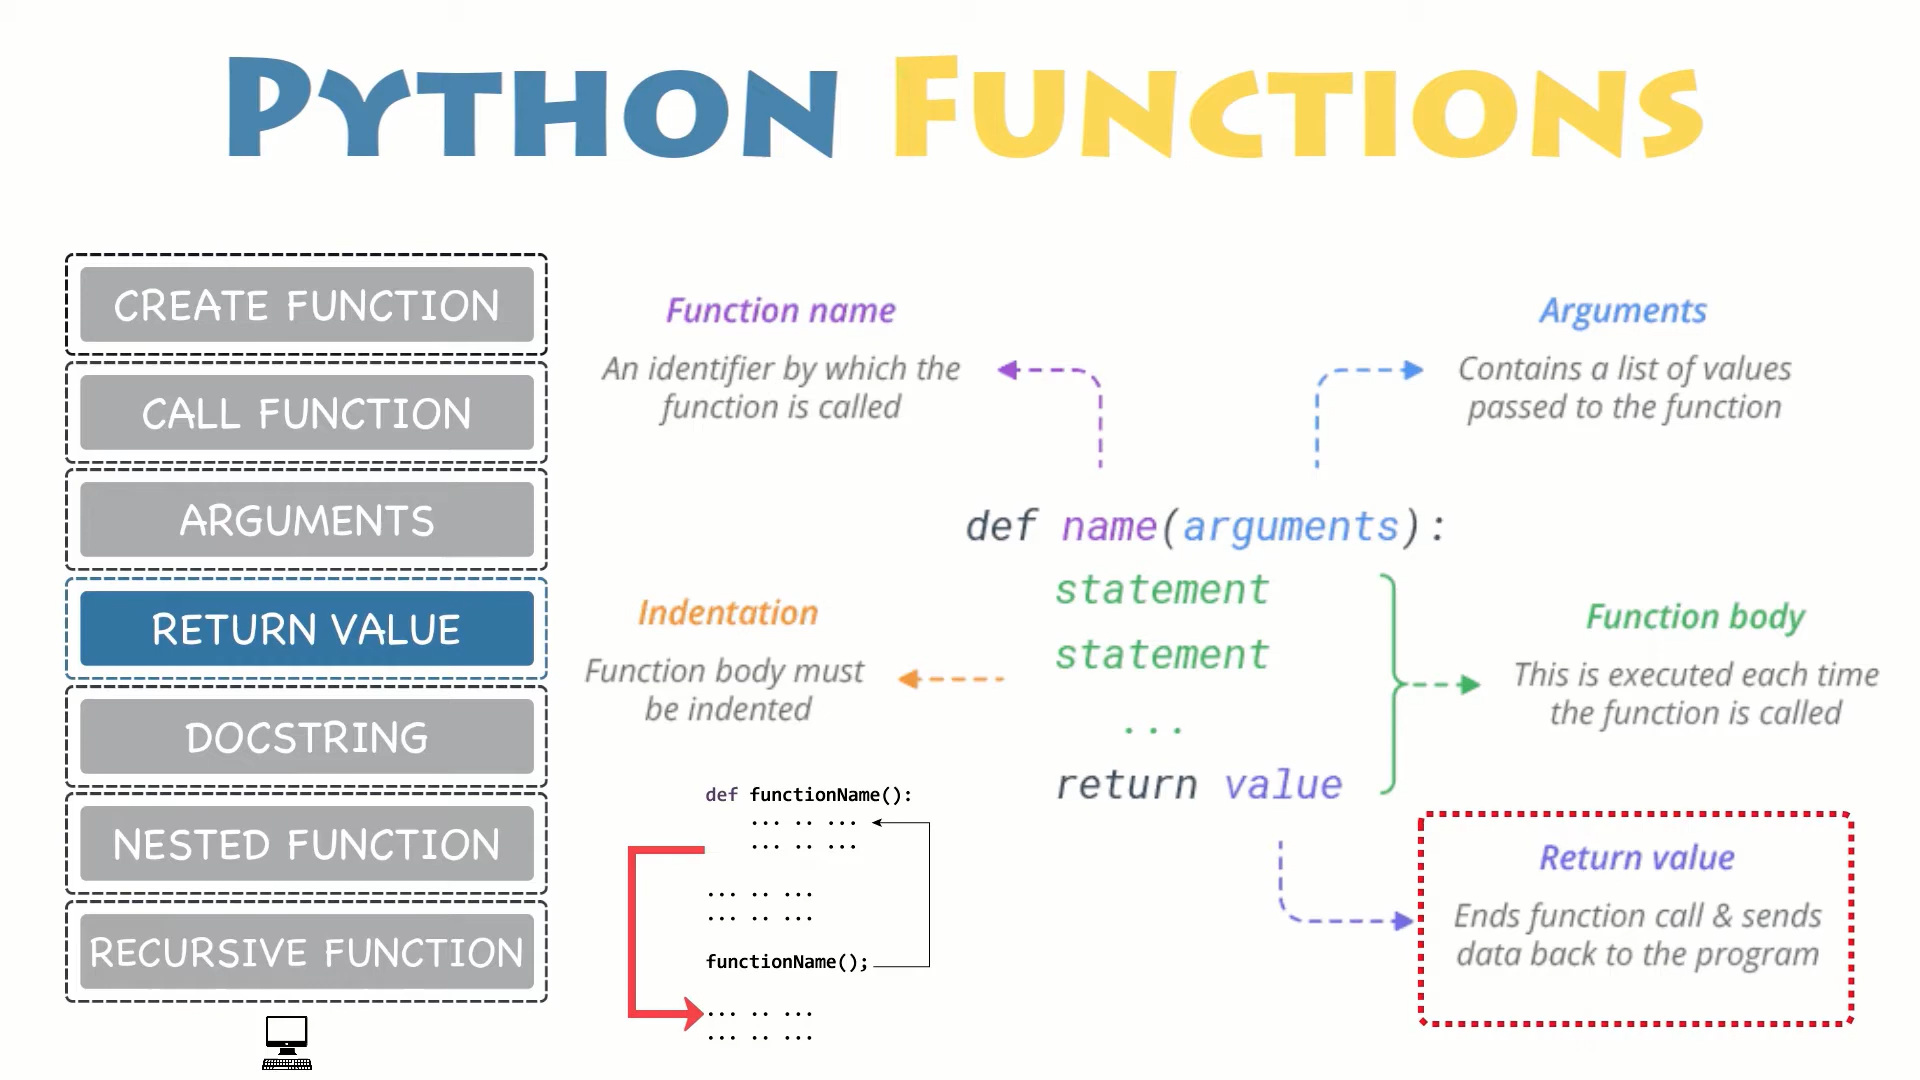 PYTHON FUNCTIONS
CREATE FUNCTION
CALL FUNCTION
ARGUMENTS
RETURN VALUE
DOCSTRING
NESTED FUNCTION
RECURSIVE FUNCTION
Function name
An identifier by which the
function is called
Arguments
Contains a list of values
passed to the function
def name(arguments):
statement
statement
...
return value
Indentation
Function body must
be indented
Function body
This is executed each time
the function is called
def functionName():
... .. ...
... .. ...
... .. ...
... .. ...
functionName();
... .. ...
... .. ...
Return value
Ends function call & sends
data back to the program